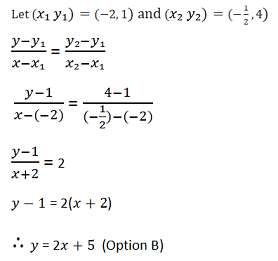 Let (x₁ y₁) = (−2, 1) and (x₂ y₂) = (−1/2, 4)
(y−y₁)/(x−x₁) = (y₂−y₁)/(x₂−x₁)
(y−1)/(x−(−2)) = (4−1)/((−1/2)−(−2))
(y−1)/(x+2) = 2
y − 1 = 2(x + 2)
∴ y = 2x + 5 (Option B)